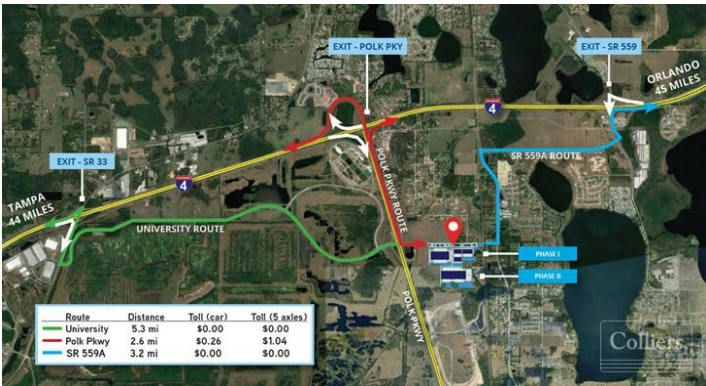 EXIT - POLK PKY
EXIT - SR 559
ORLANDO
45 MILES
4
EXIT - SR 33
SR 559A ROUTE
4
POLK PKWY ROUTE
TAMPA
44 MILES
UNIVERSITY ROUTE
PHASE I
PHASE II
POLK PKWY
Route Distance Toll (car) Toll (5 axles)
University 5.3 mi $0.00 $0.00
Polk Pkwy 2.6 mi $0.26 $1.04
SR 559A 3.2 mi $0.00 $0.00
Colliers